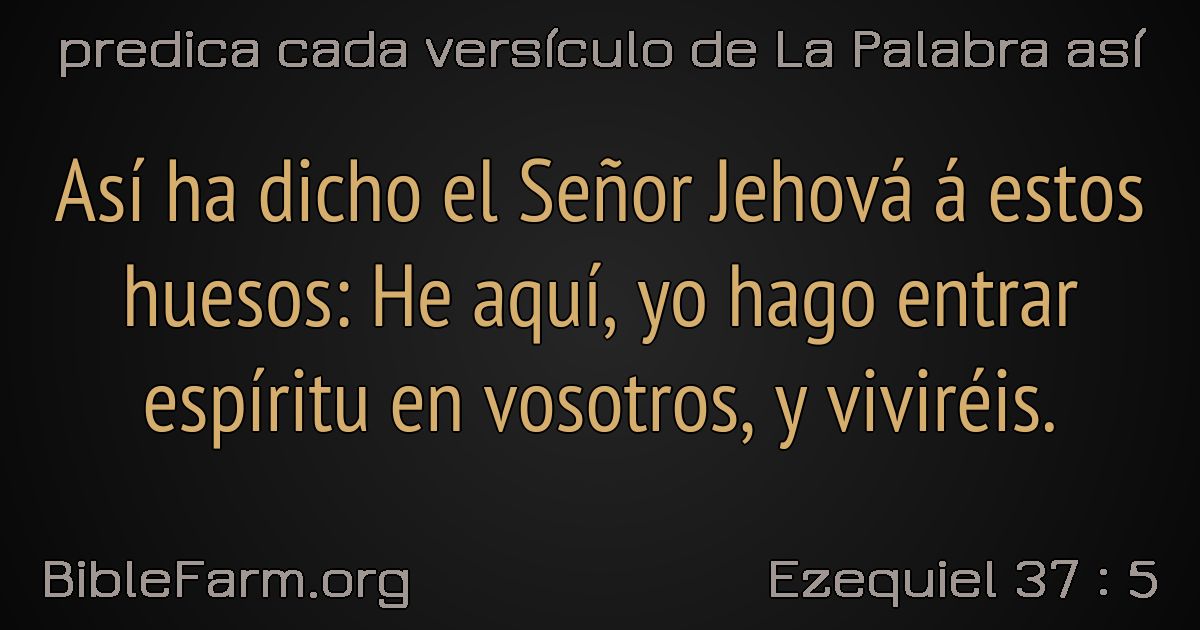 predica cada versículo de La Palabra así
Así ha dicho el Señor Jehová á estos
huesos: He aquí, yo hago entrar
espíritu en vosotros, y viviréis.
BibleFarm.org
Ezequiel 37 : 5